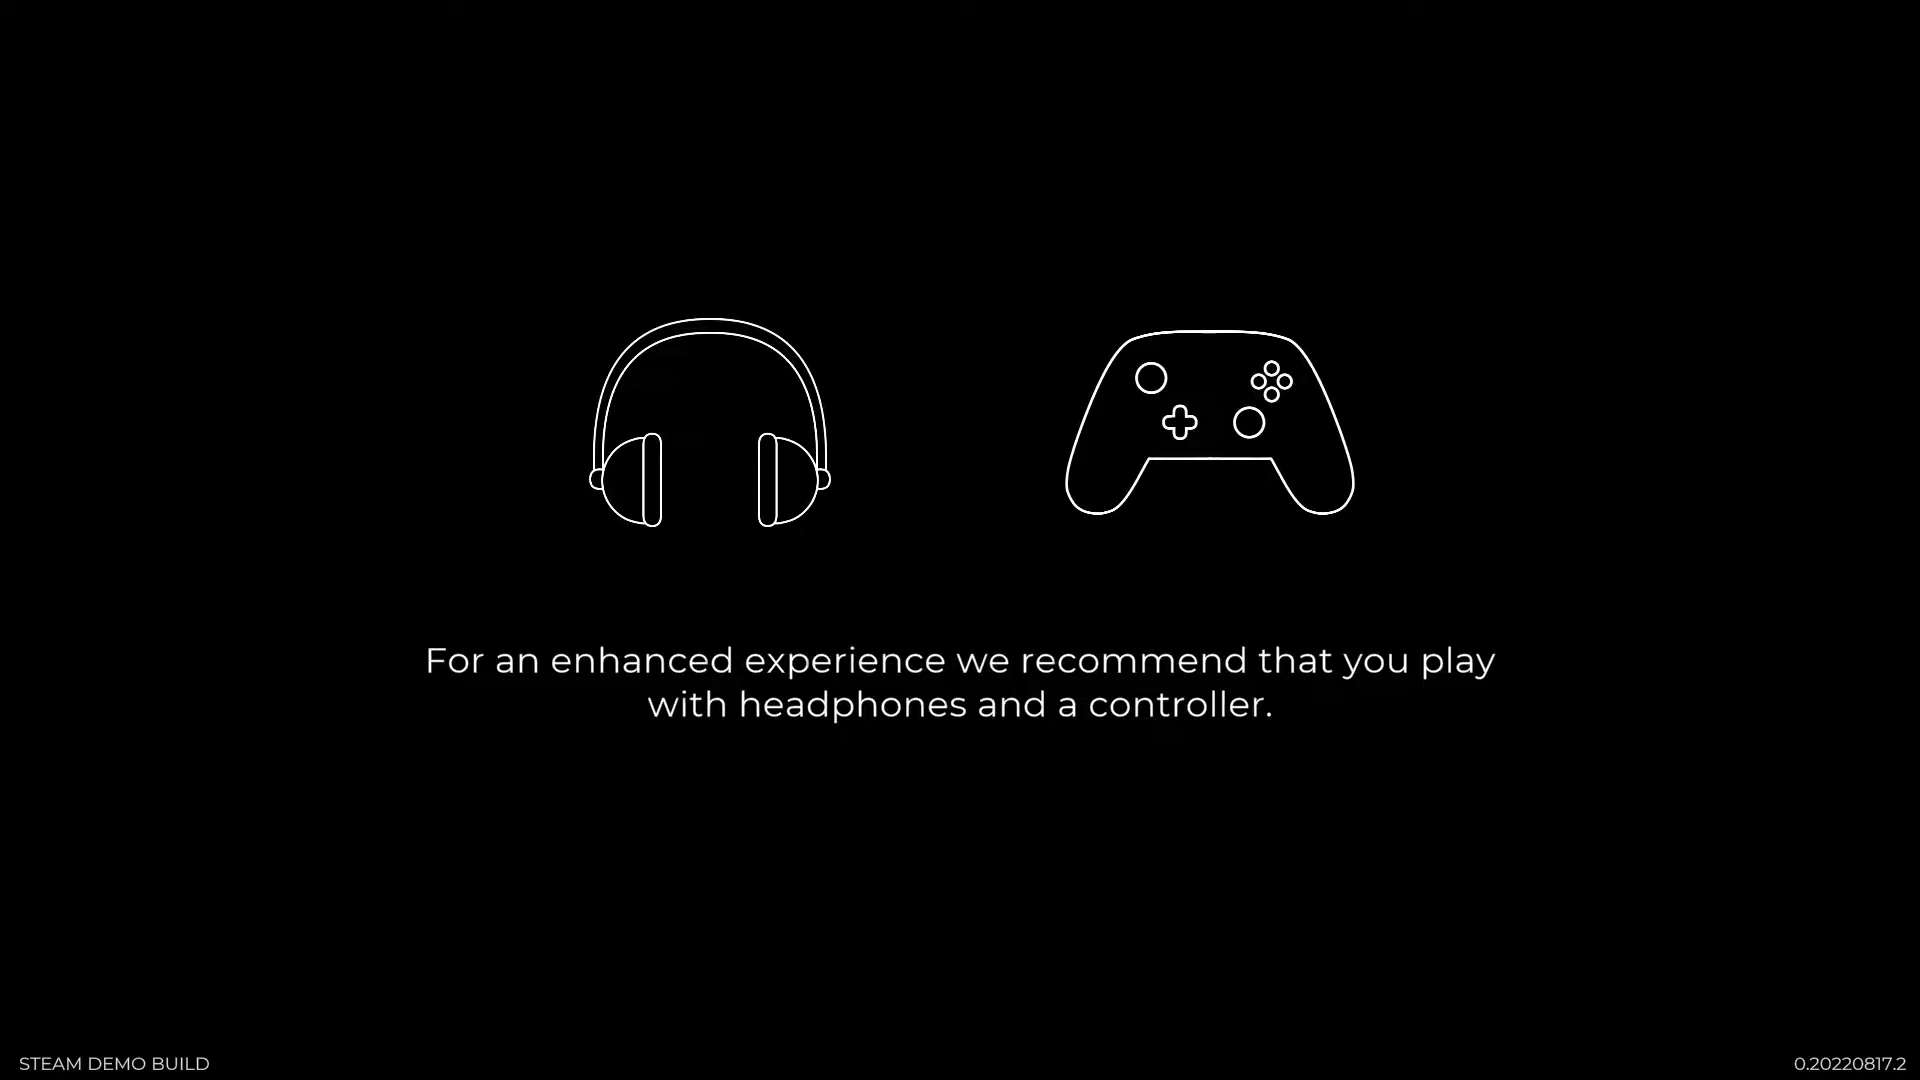 For an enhanced experience we recommend that you play
with headphones and a controller.
STEAM DEMO BUILD
0.20220817.2